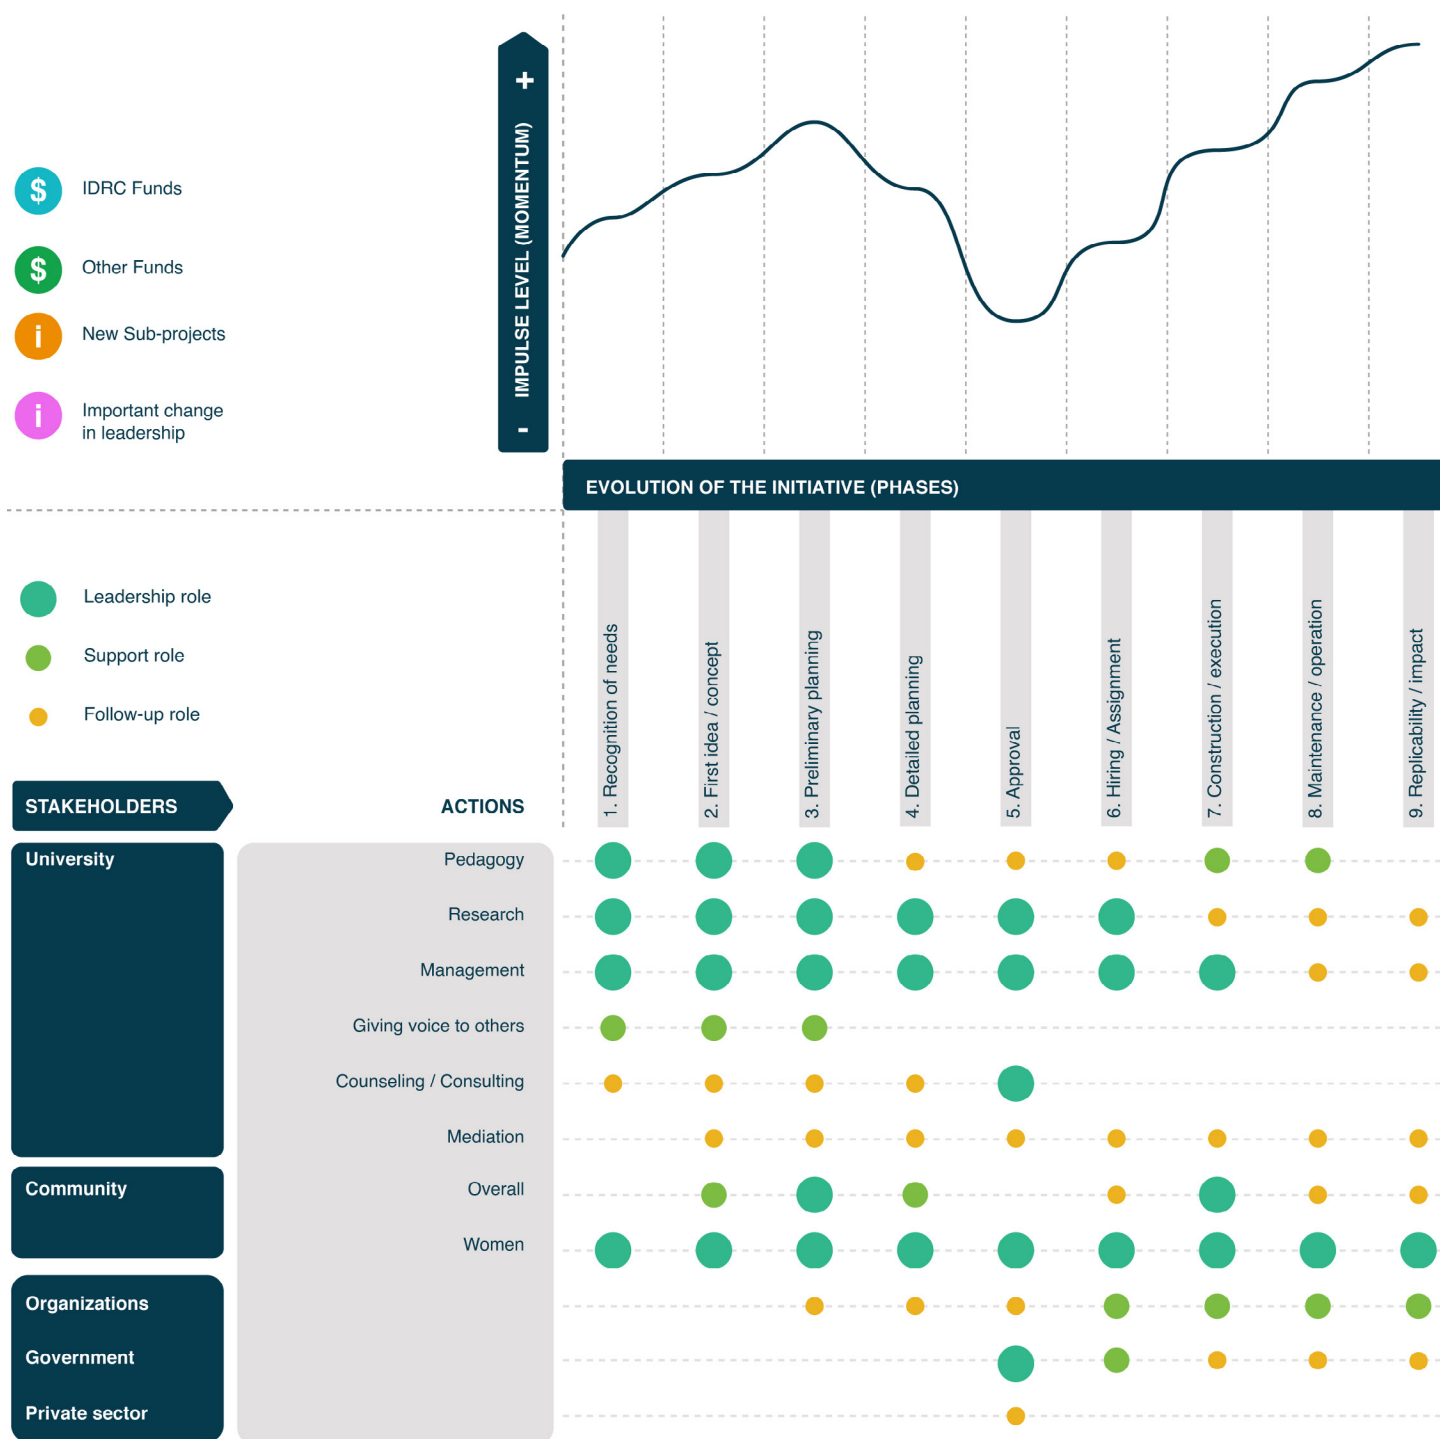 +
IMPULSE LEVEL (MOMENTUM)
-
$
IDRC Funds
$
Other Funds
i
New Sub-projects
i
Important change
in leadership
EVOLUTION OF THE INITIATIVE (PHASES)
Leadership role
Support role
Follow-up role
1. Recognition of needs
2. First idea / concept
3. Preliminary planning
4. Detailed planning
5. Approval
6. Hiring / Assignment
7. Construction / execution
8. Maintenance / operation
9. Replicability / impact
STAKEHOLDERS
ACTIONS
University
Pedagogy
Research
Management
Giving voice to others
Counseling / Consulting
Mediation
Community
Overall
Women
Organizations
Government
Private sector